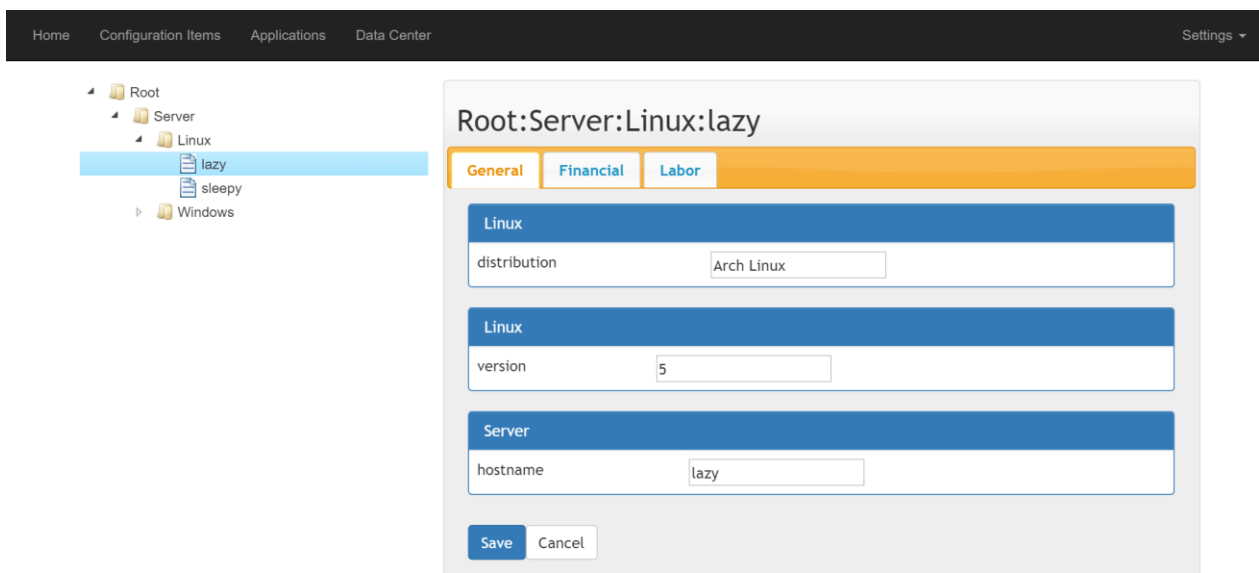 Home Configuration Items Applications Data Center Settings
Root
Server
Linux
lazy
sleepy
Windows
Root:Server:Linux:lazy
General Financial Labor
Linux
distribution Arch Linux
Linux
version 5
Server
hostname lazy
Save Cancel